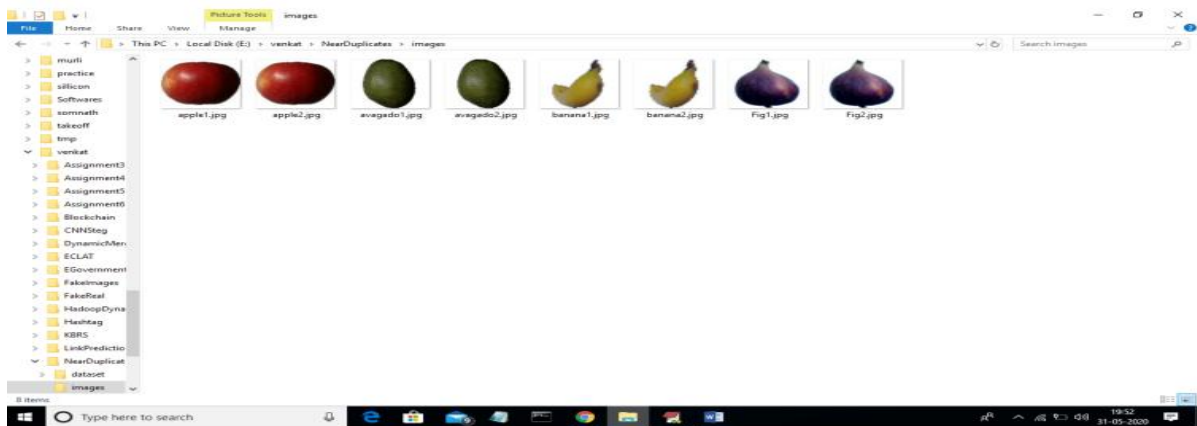 Picture Tools images
File Home Share View Manage
This PC > Local Disk (E:) > venkat > NearDuplicates > images
Search images
murli
practice
sillicon
Softwares
somnath
takeoff
tmp
venkat
Assignment3
Assignment4
Assignment5
Assignment6
Blockchain
CNNSteg
DynamicMer
ECLAT
EGovernment
FakeImages
FakeReal
HadoopDyna
Hashtag
KBRS
LinkPredictio
NearDuplicat
dataset
images
apple1.jpg apple2.jpg avagado1.jpg avagado2.jpg banana1.jpg banana2.jpg Fig1.jpg Fig2.jpg
8 items
Type here to search
19:52
31-05-2020